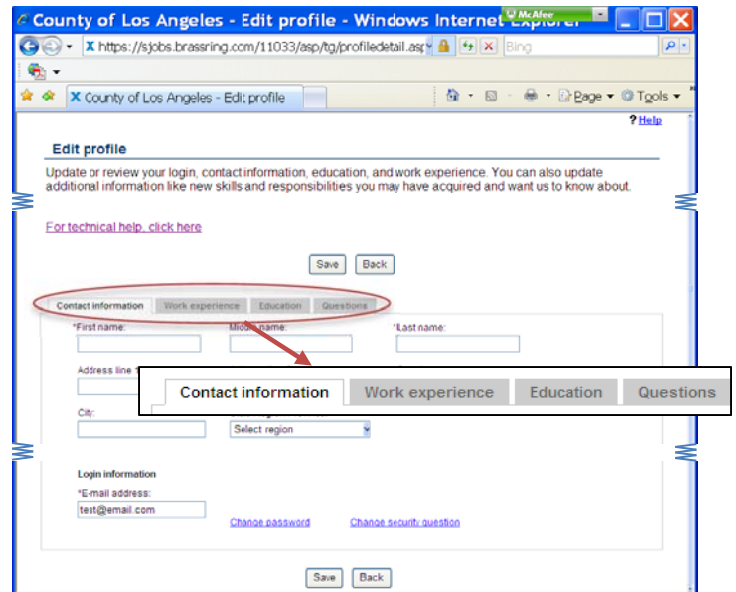 County of Los Angeles - Edit profile - Windows Internet Explorer
McAfee
https://sjobs.brassring.com/11033/asp/tg/profiledetail.asp
Bing
X County of Los Angeles - Edit profile
Page Tools
? Help
Edit profile
Update or review your login, contact information, education, and work experience. You can also update
additional information like new skills and responsibilities you may have acquired and want us to know about.
For technical help, click here
Save Back
Contact information Work experience Education Questions
*First name: Middle name: *Last name:
Address line
Contact information Work experience Education Questions
City:
Select region
Login information
*E-mail address:
test@email.com
Change password Change security question
Save Back